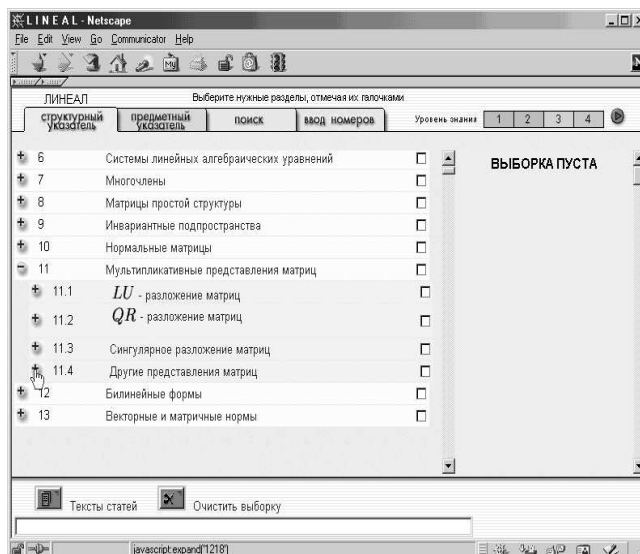 LINEAL - Netscape
File Edit View Go Communicator Help
ЛИНЕАЛ
Выберите нужные разделы, отмечая их галочками
структурный указатель
предметный указатель
поиск
ввод номеров
Уровень знания 1 2 3 4
6 Системы линейных алгебраических уравнений
7 Многочлены
8 Матрицы простой структуры
9 Инвариантные подпространства
10 Нормальные матрицы
11 Мультипликативные представления матриц
11.1 LU - разложение матриц
11.2 QR - разложение матриц
11.3 Сингулярное разложение матриц
11.4 Другие представления матриц
12 Билинейные формы
13 Векторные и матричные нормы
ВЫБОРКА ПУСТА
Тексты статей
Очистить выборку
javascript:expand("1218")